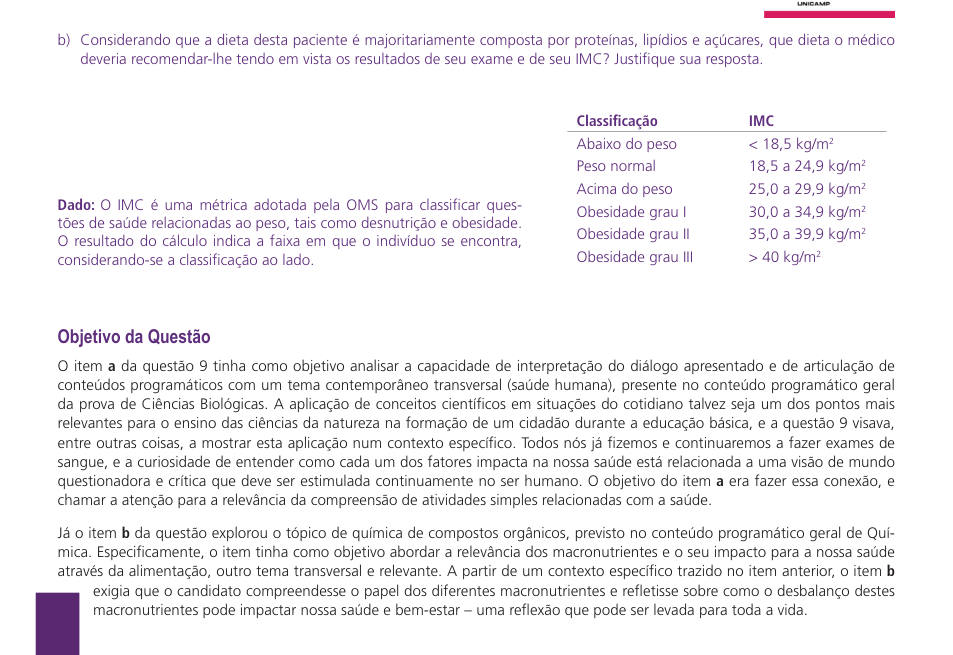 UNICAMP
b) Considerando que a dieta desta paciente é majoritariamente composta por proteínas, lipídios e açúcares, que dieta o médico
deveria recomendar-lhe tendo em vista os resultados de seu exame e de seu IMC? Justifique sua resposta.
Dado: O IMC é uma métrica adotada pela OMS para classificar ques-
tões de saúde relacionadas ao peso, tais como desnutrição e obesidade.
O resultado do cálculo indica a faixa em que o indivíduo se encontra,
considerando-se a classificação ao lado.
Classificação IMC
Abaixo do peso < 18,5 kg/m²
Peso normal 18,5 a 24,9 kg/m²
Acima do peso 25,0 a 29,9 kg/m²
Obesidade grau I 30,0 a 34,9 kg/m²
Obesidade grau II 35,0 a 39,9 kg/m²
Obesidade grau III > 40 kg/m²
Objetivo da Questão
O item a da questão 9 tinha como objetivo analisar a capacidade de interpretação do diálogo apresentado e de articulação de
conteúdos programáticos com um tema contemporâneo transversal (saúde humana), presente no conteúdo programático geral
da prova de Ciências Biológicas. A aplicação de conceitos científicos em situações do cotidiano talvez seja um dos pontos mais
relevantes para o ensino das ciências da natureza na formação de um cidadão durante a educação básica, e a questão 9 visava,
entre outras coisas, a mostrar esta aplicação num contexto específico. Todos nós já fizemos e continuaremos a fazer exames de
sangue, e a curiosidade de entender como cada um dos fatores impacta na nossa saúde está relacionada a uma visão de mundo
questionadora e crítica que deve ser estimulada continuamente no ser humano. O objetivo do item a era fazer essa conexão, e
chamar a atenção para a relevância da compreensão de atividades simples relacionadas com a saúde.
Já o item b da questão explorou o tópico de química de compostos orgânicos, previsto no conteúdo programático geral de Quí-
mica. Especificamente, o item tinha como objetivo abordar a relevância dos macronutrientes e o seu impacto para a nossa saúde
através da alimentação, outro tema transversal e relevante. A partir de um contexto específico trazido no item anterior, o item b
exigia que o candidato compreendesse o papel dos diferentes macronutrientes e refletisse sobre como o desbalanço destes
macronutrientes pode impactar nossa saúde e bem-estar – uma reflexão que pode ser levada para toda a vida.